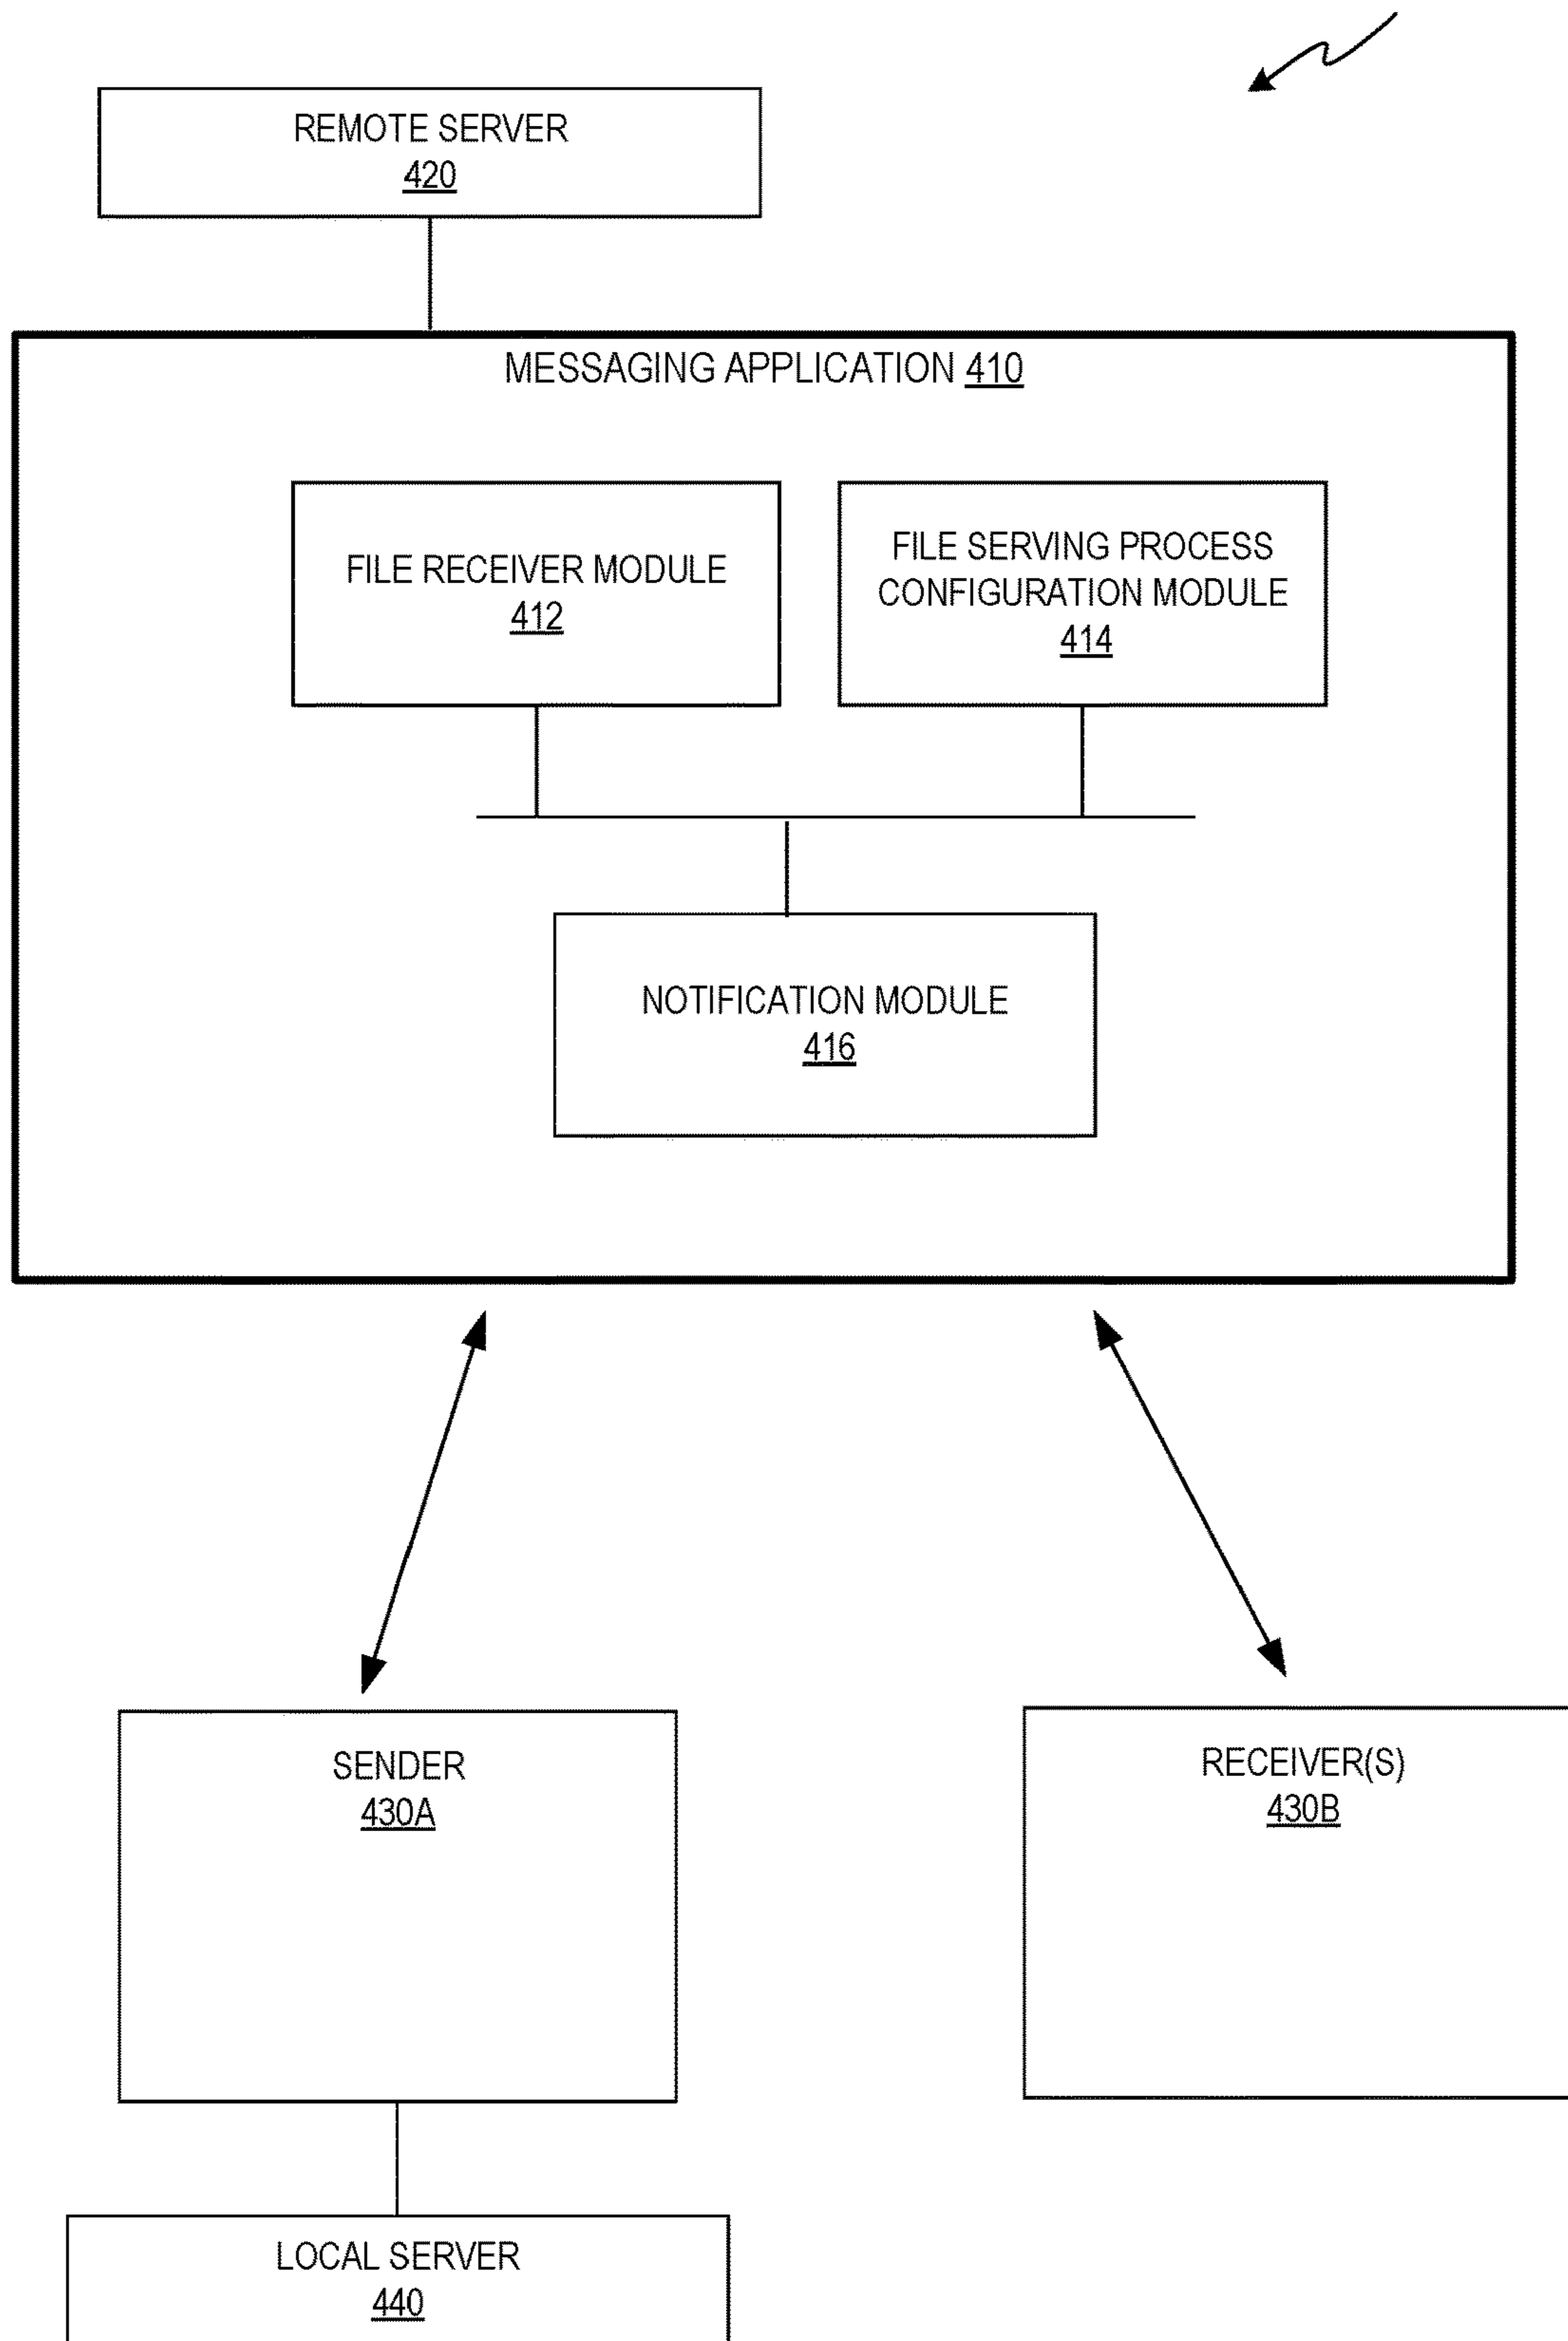 REMOTE SERVER
420
MESSAGING APPLICATION 410
FILE RECEIVER MODULE
412
FILE SERVING PROCESS
CONFIGURATION MODULE
414
NOTIFICATION MODULE
416
SENDER
430A
RECEIVER(S)
430B
LOCAL SERVER
440